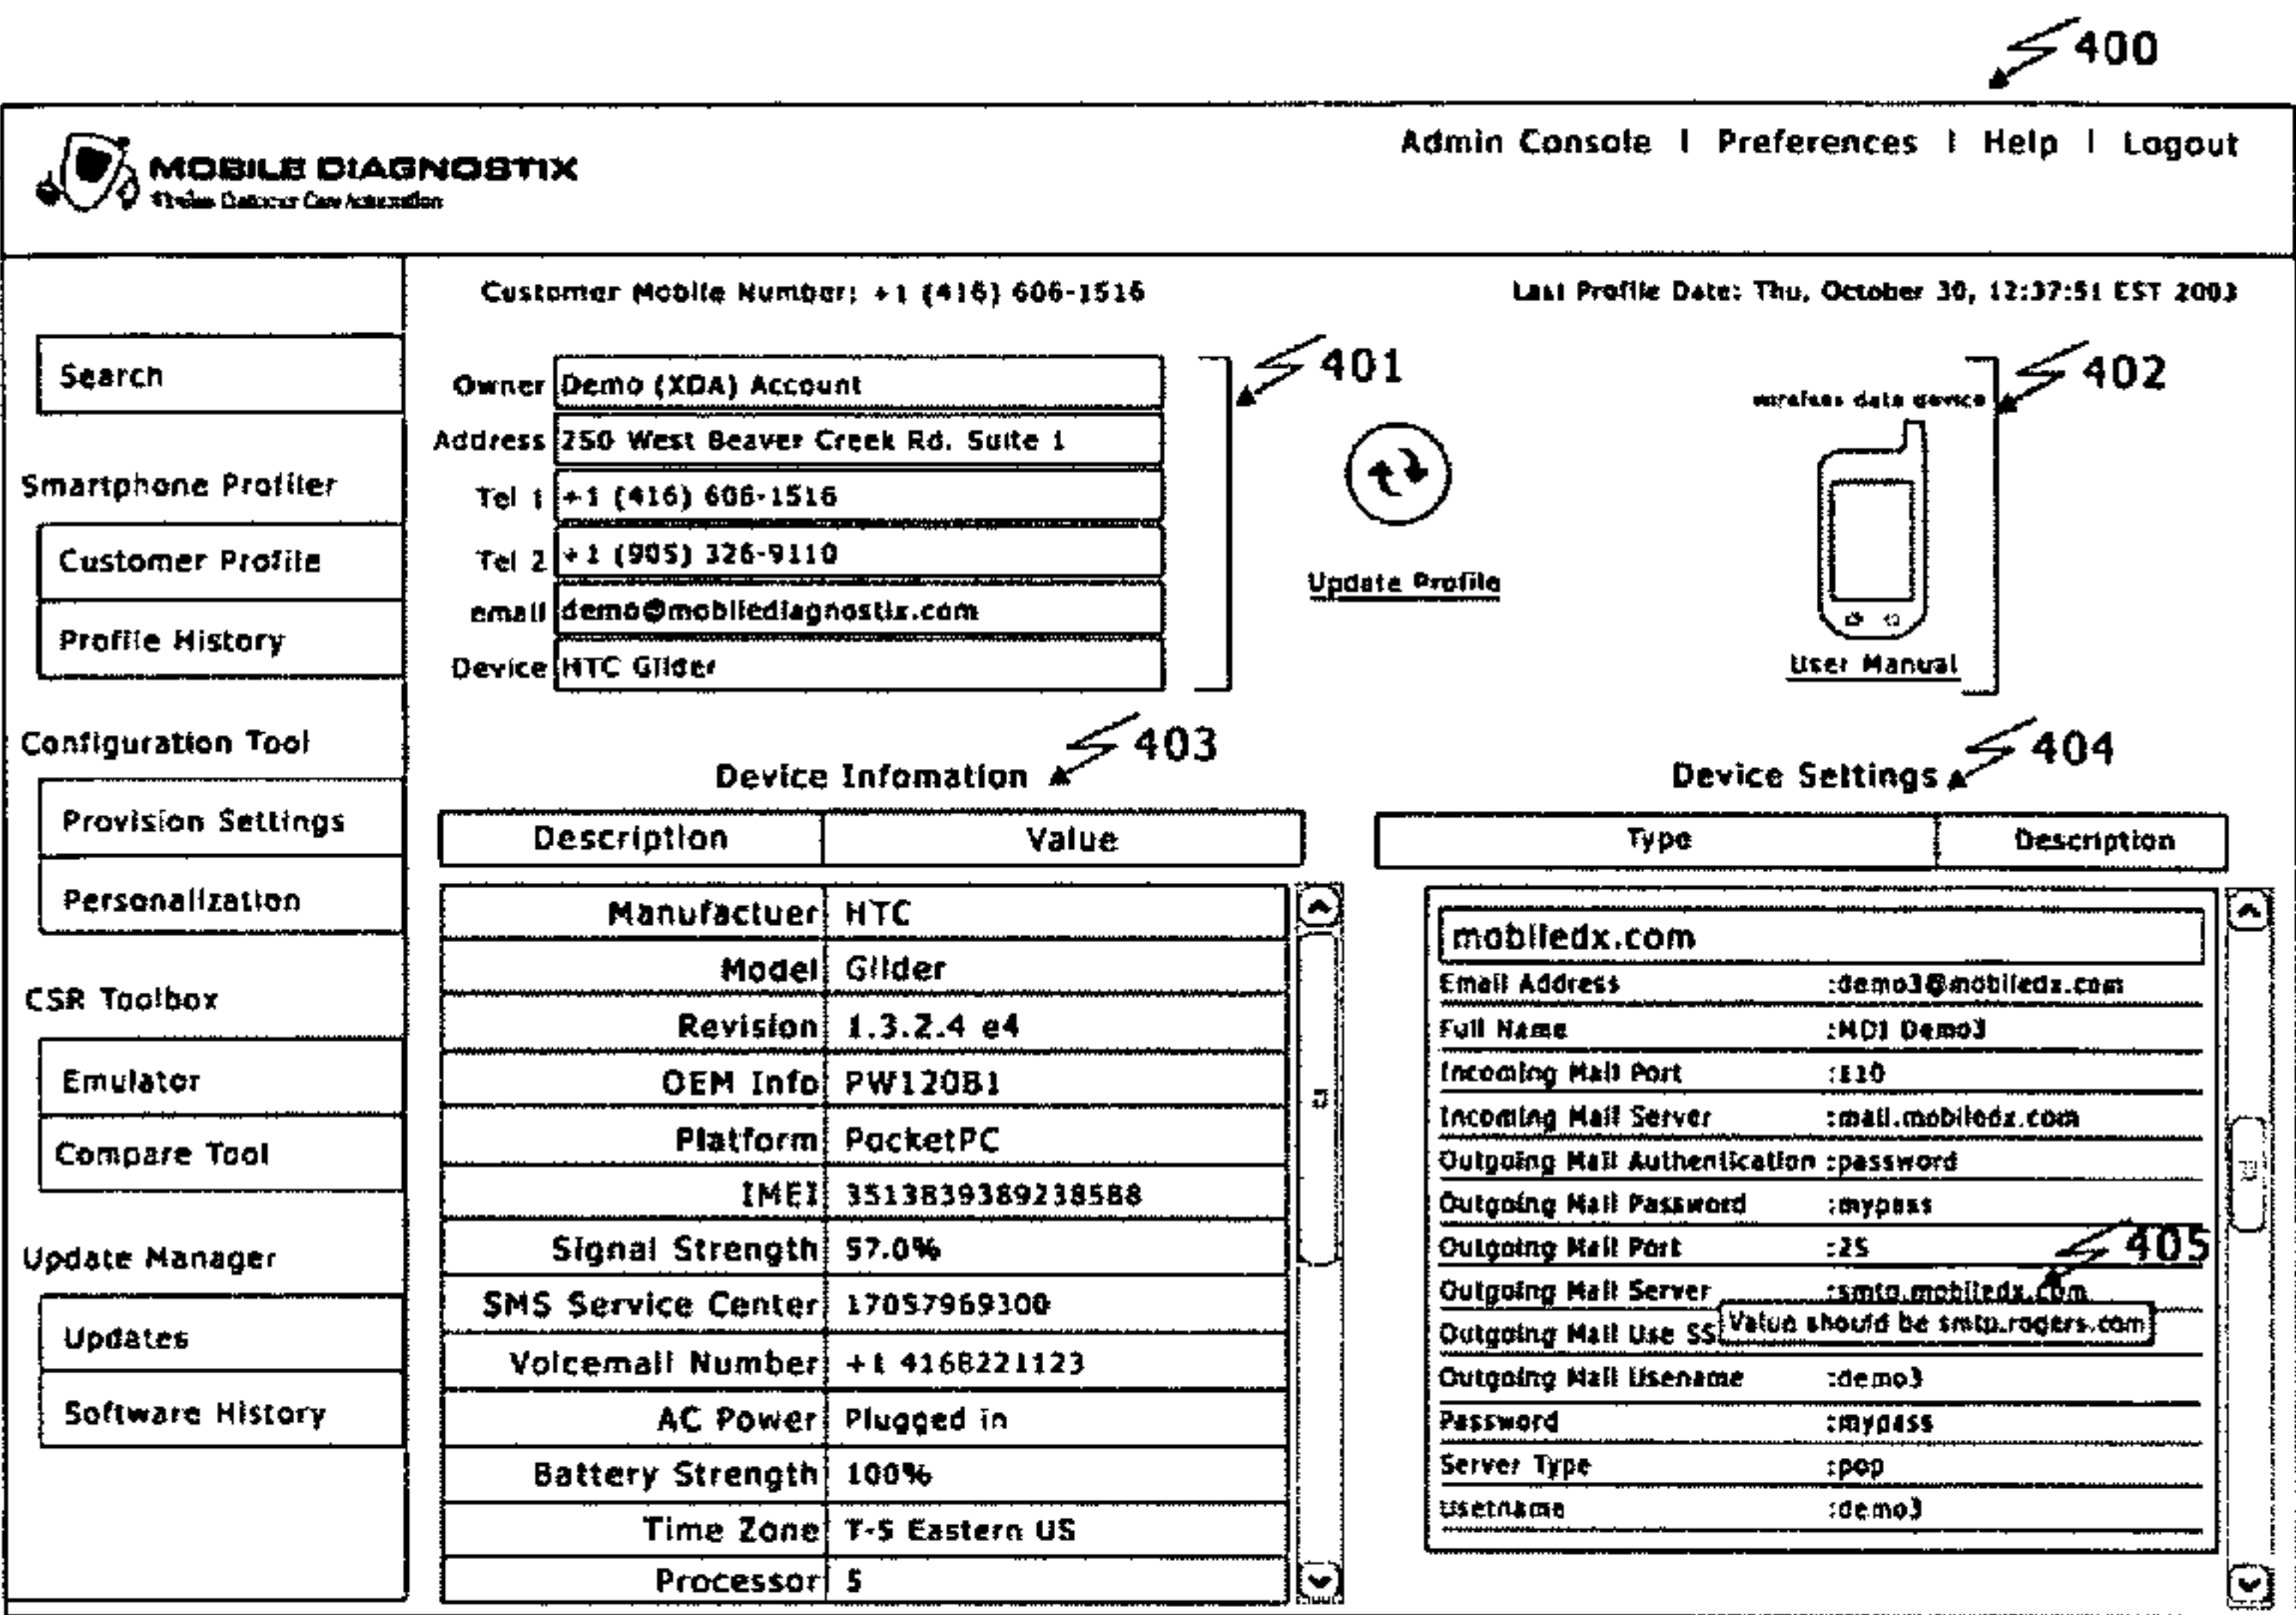 400
Admin Console | Preferences | Help | Logout
MOBILE DIAGNOSTIX
Wireless Customer Care Automation
Customer Mobile Number: +1 (416) 606-1516
Last Profile Date: Thu, October 30, 12:37:51 EST 2003
Search
Smartphone Profiler
Customer Profile
Profile History
Configuration Tool
Provision Settings
Personalization
CSR Toolbox
Emulator
Compare Tool
Update Manager
Updates
Software History
Owner Demo (XDA) Account
Address 250 West Beaver Creek Rd. Suite 1
Tel 1 +1 (416) 606-1516
Tel 2 +1 (905) 326-9110
email demo@mobilediagnostix.com
Device HTC Glider
401
Update Profile
402
wireless data device
User Manual
403
Device Infomation
Description Value
Manufactuer HTC
Model Glider
Revision 1.3.2.4 e4
OEM Info PW120B1
Platform PocketPC
IMEI 3513839389238588
Signal Strength 57.0%
SMS Service Center 17057969300
Voicemail Number +1 4168221123
AC Power Plugged in
Battery Strength 100%
Time Zone T-5 Eastern US
Processor 5
404
Device Settings
Type Description
mobiledx.com
Email Address :demo3@mobiledx.com
Full Name :MDI Demo3
Incoming Mail Port :110
Incoming Mail Server :mail.mobiledx.com
Outgoing Mail Authentication :password
Outgoing Mail Password :mypass
Outgoing Mail Port :25
405
Outgoing Mail Server :smtp.mobiledx.com
Outgoing Mail Use SS
Value should be smtp.rogers.com
Outgoing Mail Usename :demo3
Password :mypass
Server Type :pop
username :demo3